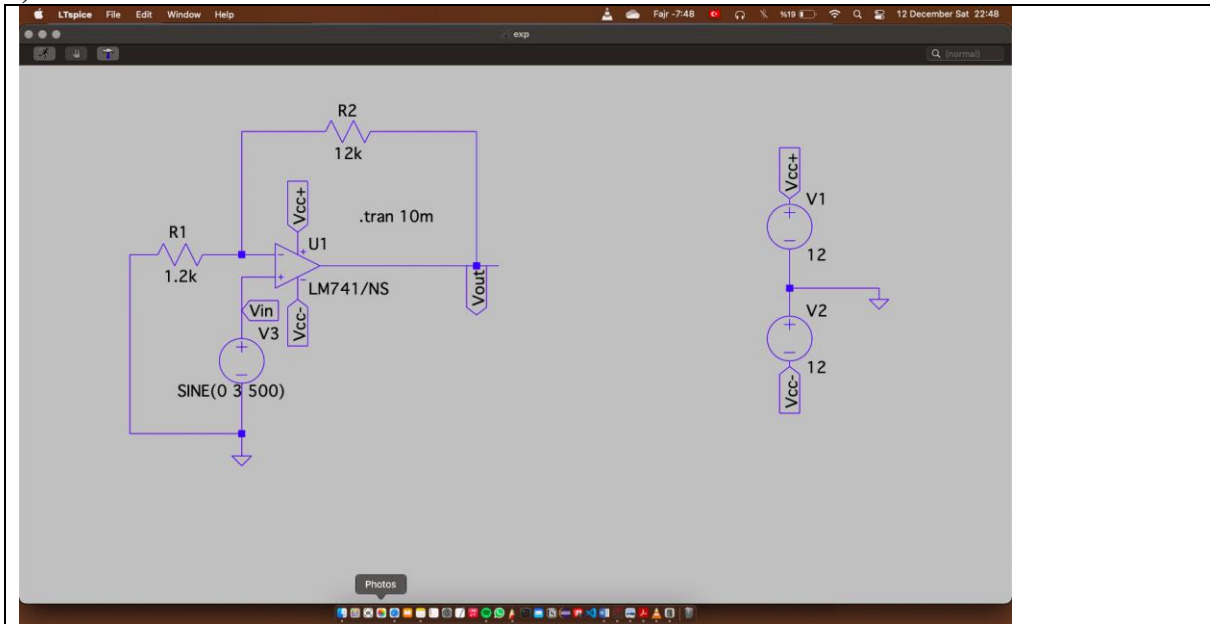 LTspice File Edit Window Help Fajr -7:48 %19 12 December Sat 22:48
exp
(normal)
R2
12k
Vcc+
.tran 10m
R1
1.2k
U1
LM741/NS
Vout
Vin
V3
Vcc-
SINE(0 3 500)
Vcc+
V1
12
V2
12
Vcc-
Photos